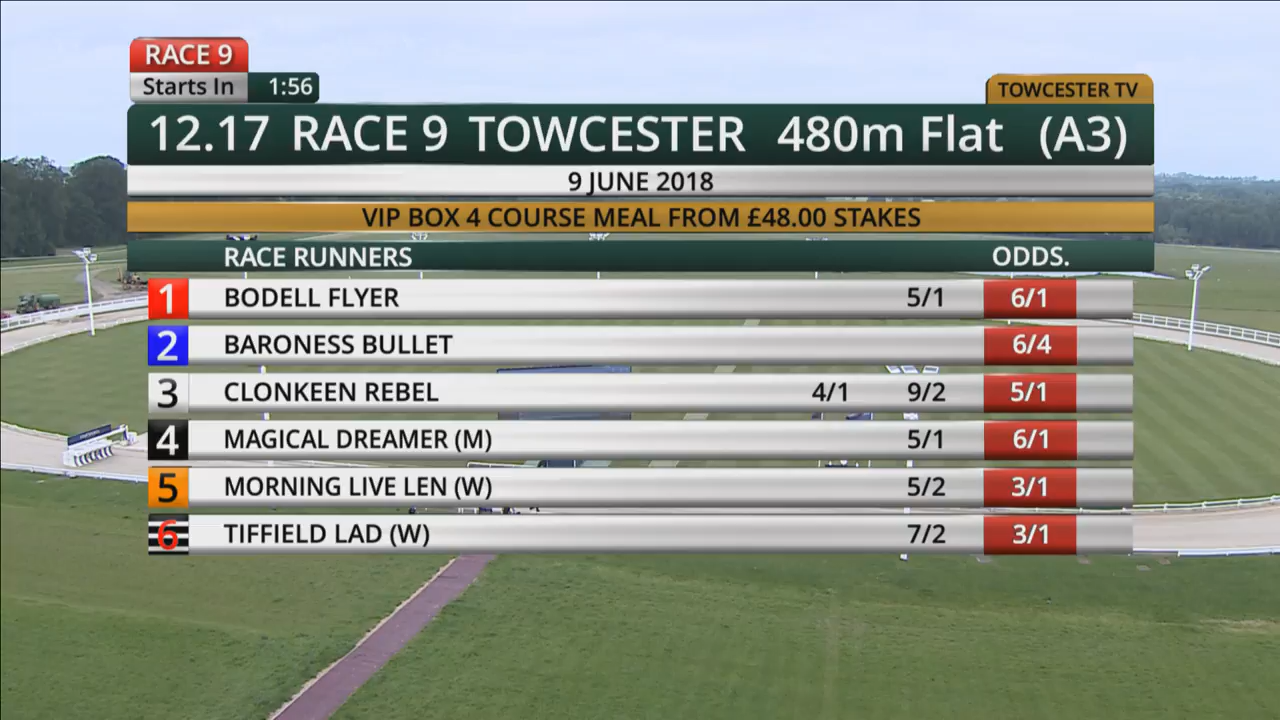 RACE 9
Starts In 1:56
TOWCESTER TV
12.17 RACE 9 TOWCESTER 480m Flat (A3)
9 JUNE 2018
VIP BOX 4 COURSE MEAL FROM £48.00 STAKES
RACE RUNNERS ODDS.
1 BODELL FLYER 5/1 6/1
2 BARONESS BULLET 6/4
3 CLONKEEN REBEL 4/1 9/2 5/1
4 MAGICAL DREAMER (M) 5/1 6/1
5 MORNING LIVE LEN (W) 5/2 3/1
6 TIFFIELD LAD (W) 7/2 3/1